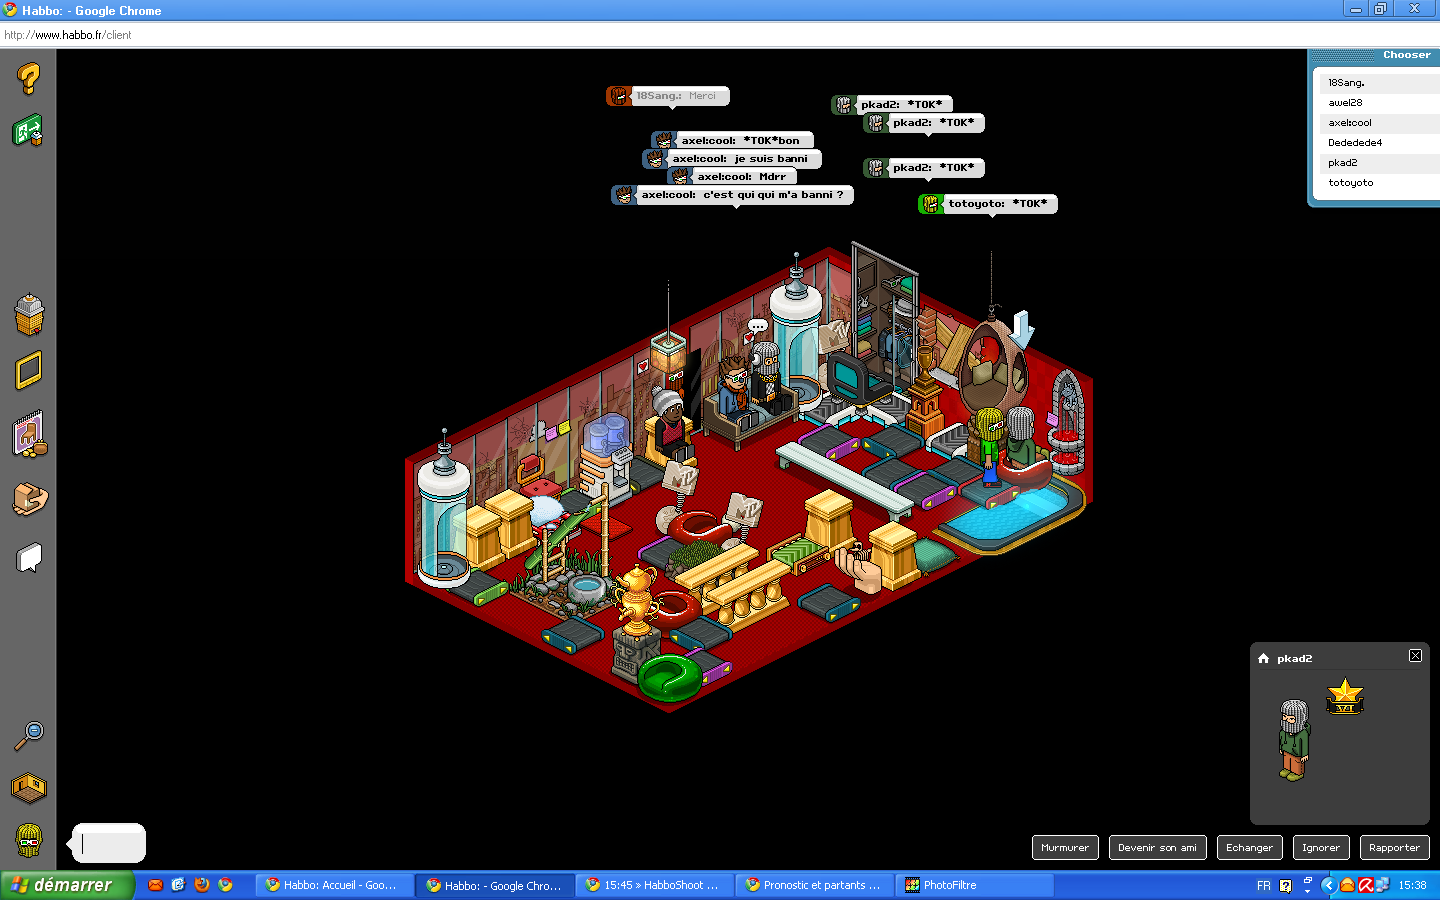 Habbo: - Google Chrome
http://www.habbo.fr/client
Chooser
18Sang.
awel28
axel:cool
Dededede4
pkad2
totoyoto
18Sang.: Merci
pkad2: *TOK*
pkad2: *TOK*
axel:cool: *TOK*bon
axel:cool: je suis banni
pkad2: *TOK*
axel:cool: Mdrr
axel:cool: c'est qui qui m'a banni ?
totoyoto: *TOK*
pkad2
Murmurer
Devenir son ami
Echanger
Ignorer
Rapporter
démarrer
Habbo: Accueil - Goo...
Habbo: - Google Chro...
15:45 » HabboShoot ...
Pronostic et partants ...
PhotoFiltre
FR
15:38